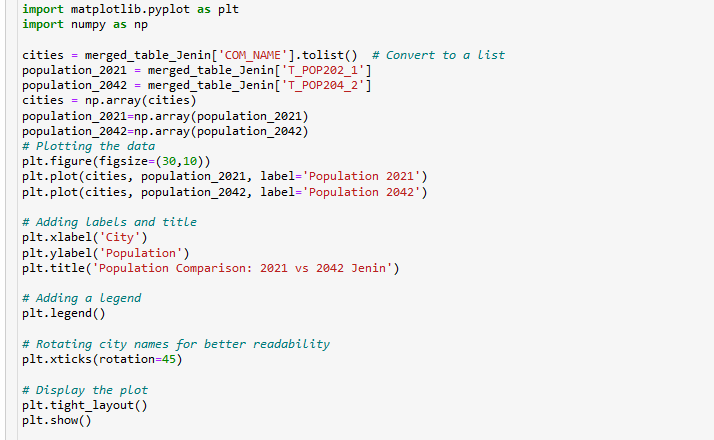 import matplotlib.pyplot as plt
import numpy as np
cities = merged_table_Jenin['COM_NAME'].tolist()  # Convert to a list
population_2021 = merged_table_Jenin['T_POP202_1']
population_2042 = merged_table_Jenin['T_POP204_2']
cities = np.array(cities)
population_2021=np.array(population_2021)
population_2042=np.array(population_2042)
# Plotting the data
plt.figure(figsize=(30,10))
plt.plot(cities, population_2021, label='Population 2021')
plt.plot(cities, population_2042, label='Population 2042')
# Adding labels and title
plt.xlabel('City')
plt.ylabel('Population')
plt.title('Population Comparison: 2021 vs 2042 Jenin')
# Adding a legend
plt.legend()
# Rotating city names for better readability
plt.xticks(rotation=45)
# Display the plot
plt.tight_layout()
plt.show()